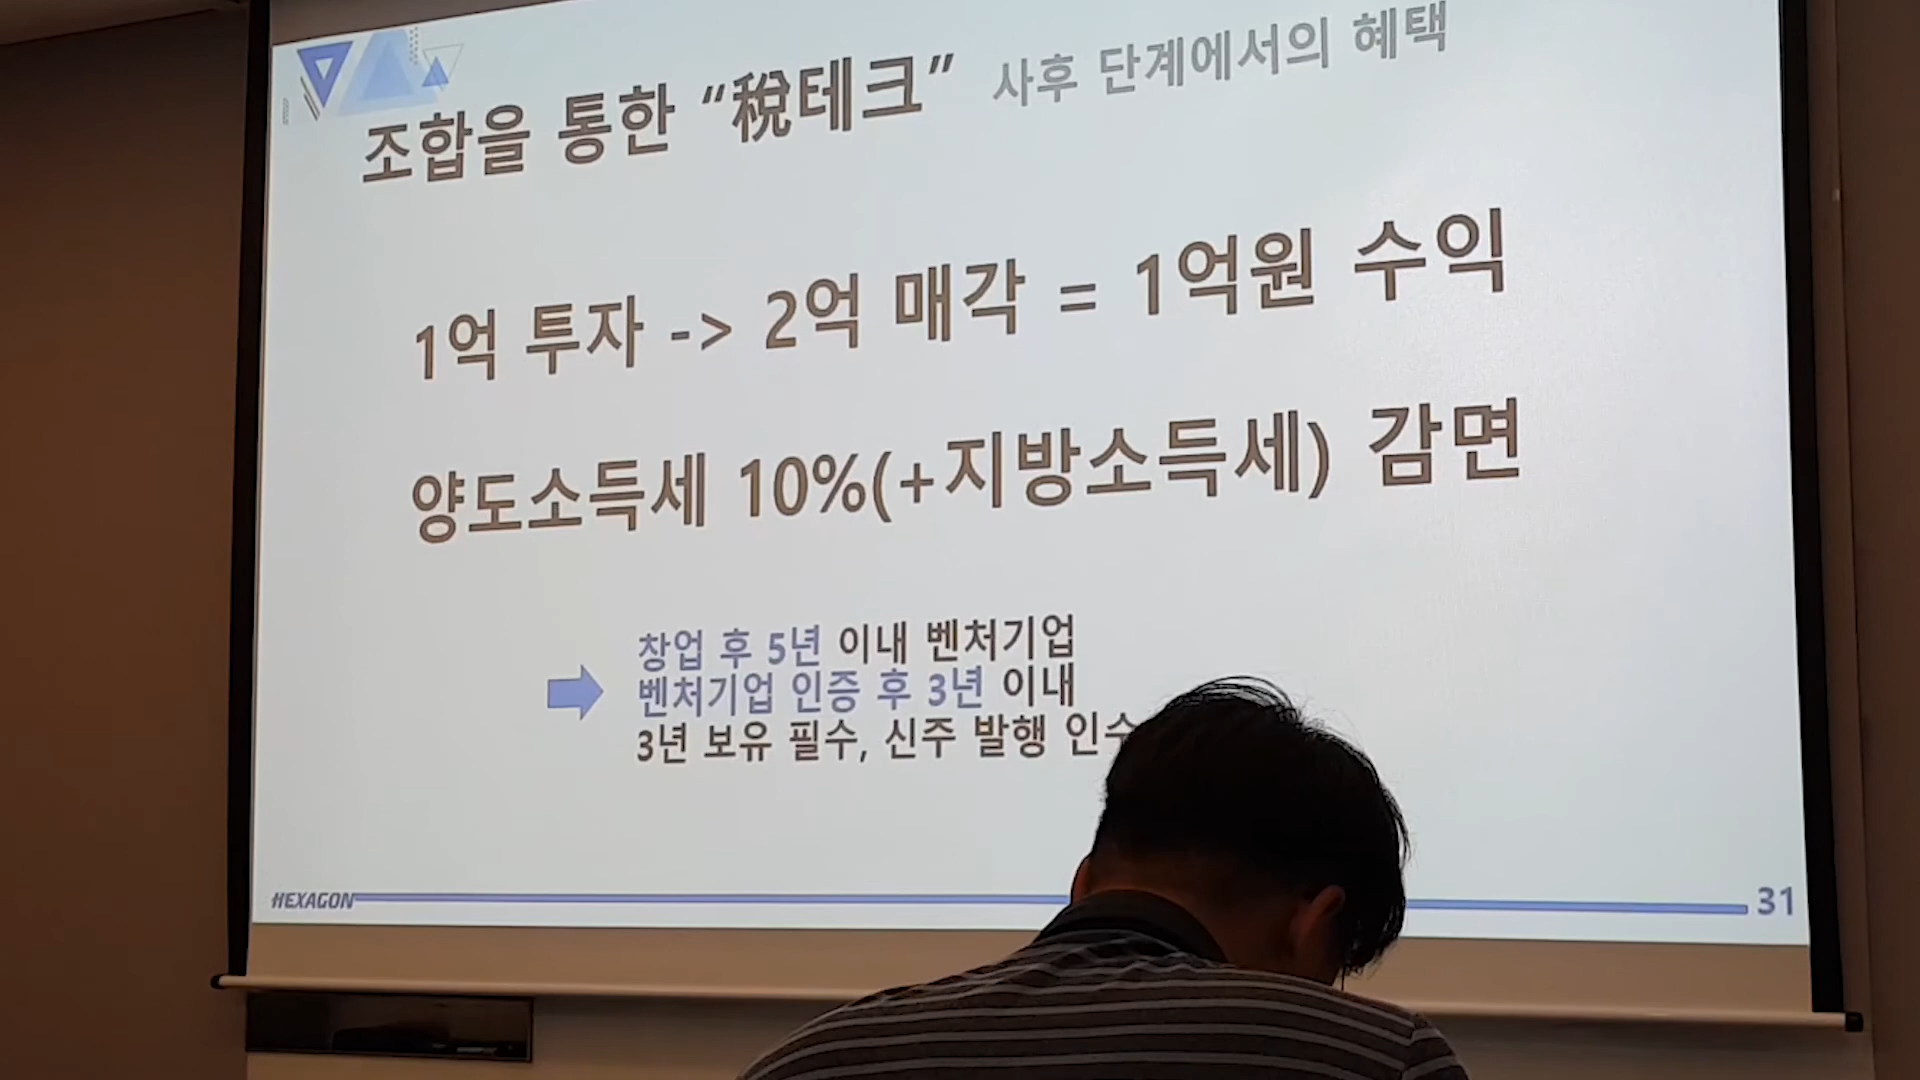 조합을 통한 “稅테크” 사후 단계에서의 혜택
1억 투자 -> 2억 매각 = 1억원 수익
양도소득세 10%(+지방소득세) 감면
창업 후 5년 이내 벤처기업
벤처기업 인증 후 3년 이내
3년 보유 필수, 신주 발행 인수
HEXAGON
31